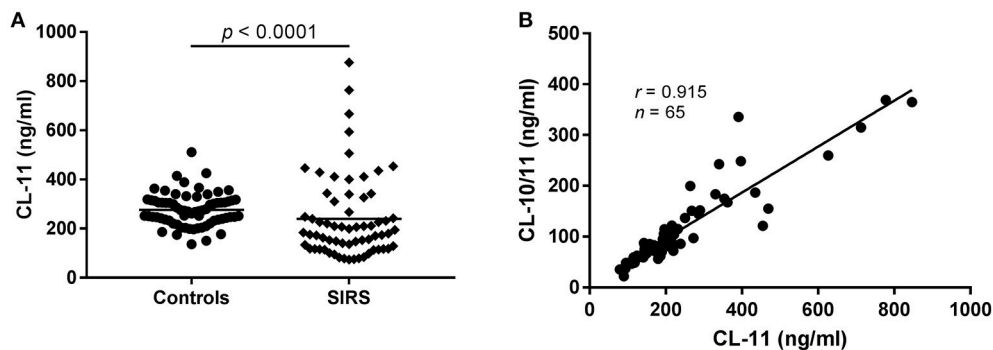 A
CL-11 (ng/ml)
1000
800
600
400
200
0
p < 0.0001
Controls
SIRS
B
CL-10/11 (ng/ml)
500
400
300
200
100
0
r = 0.915
n = 65
0
200
400
600
800
1000
CL-11 (ng/ml)